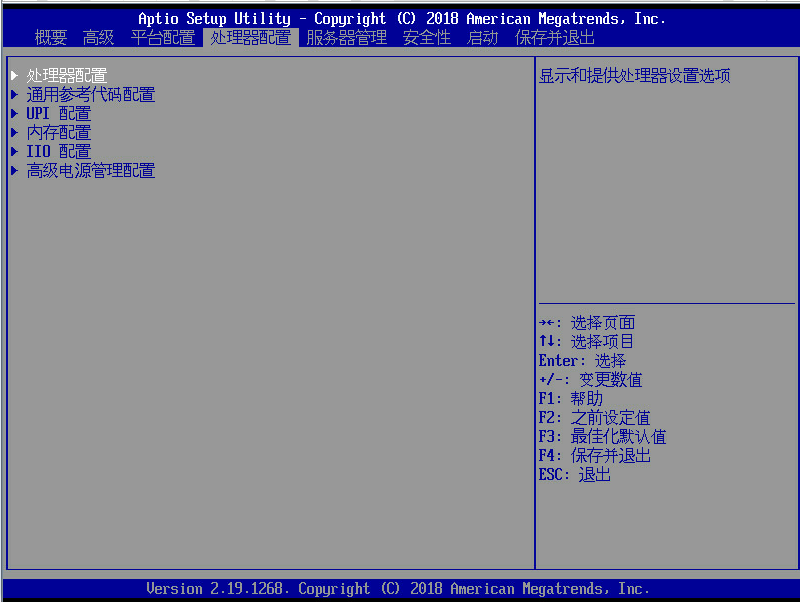 Aptio Setup Utility - Copyright (C) 2018 American Megatrends, Inc.
概要 高级 平台配置 处理器配置 服务器管理 安全性 启动 保存并退出
处理器配置
通用参考代码配置
UPI 配置
内存配置
IIO 配置
高级电源管理配置
显示和提供处理器设置选项
→←: 选择页面
↑↓: 选择项目
Enter: 选择
+/-: 变更数值
F1: 帮助
F2: 之前设定值
F3: 最佳化默认值
F4: 保存并退出
ESC: 退出
Version 2.19.1268. Copyright (C) 2018 American Megatrends, Inc.